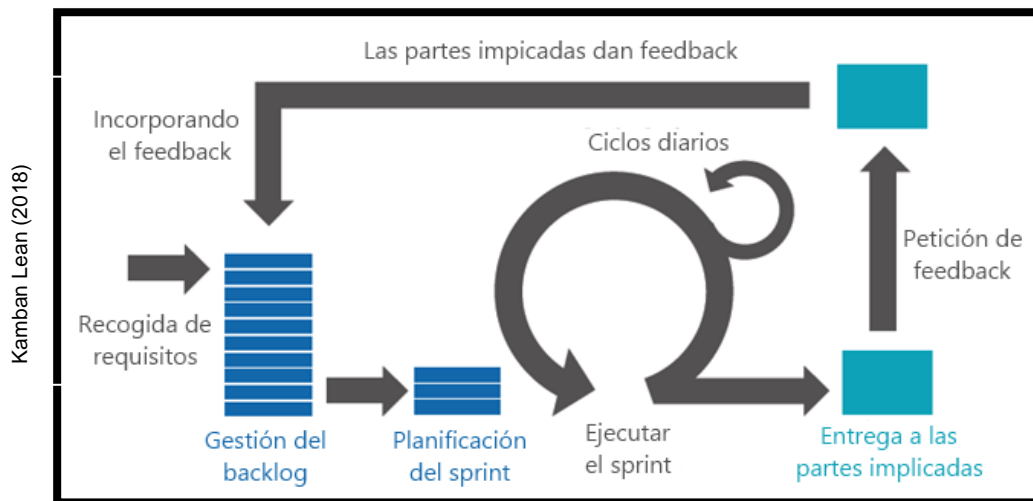 Kamban Lean (2018)
Las partes impicadas dan feedback
Incorporando
el feedback
Ciclos diarios
Petición de
feedback
Recogida de
requisitos
Gestión del
backlog
Planificación
del sprint
Ejecutar
el sprint
Entrega a las
partes implicadas